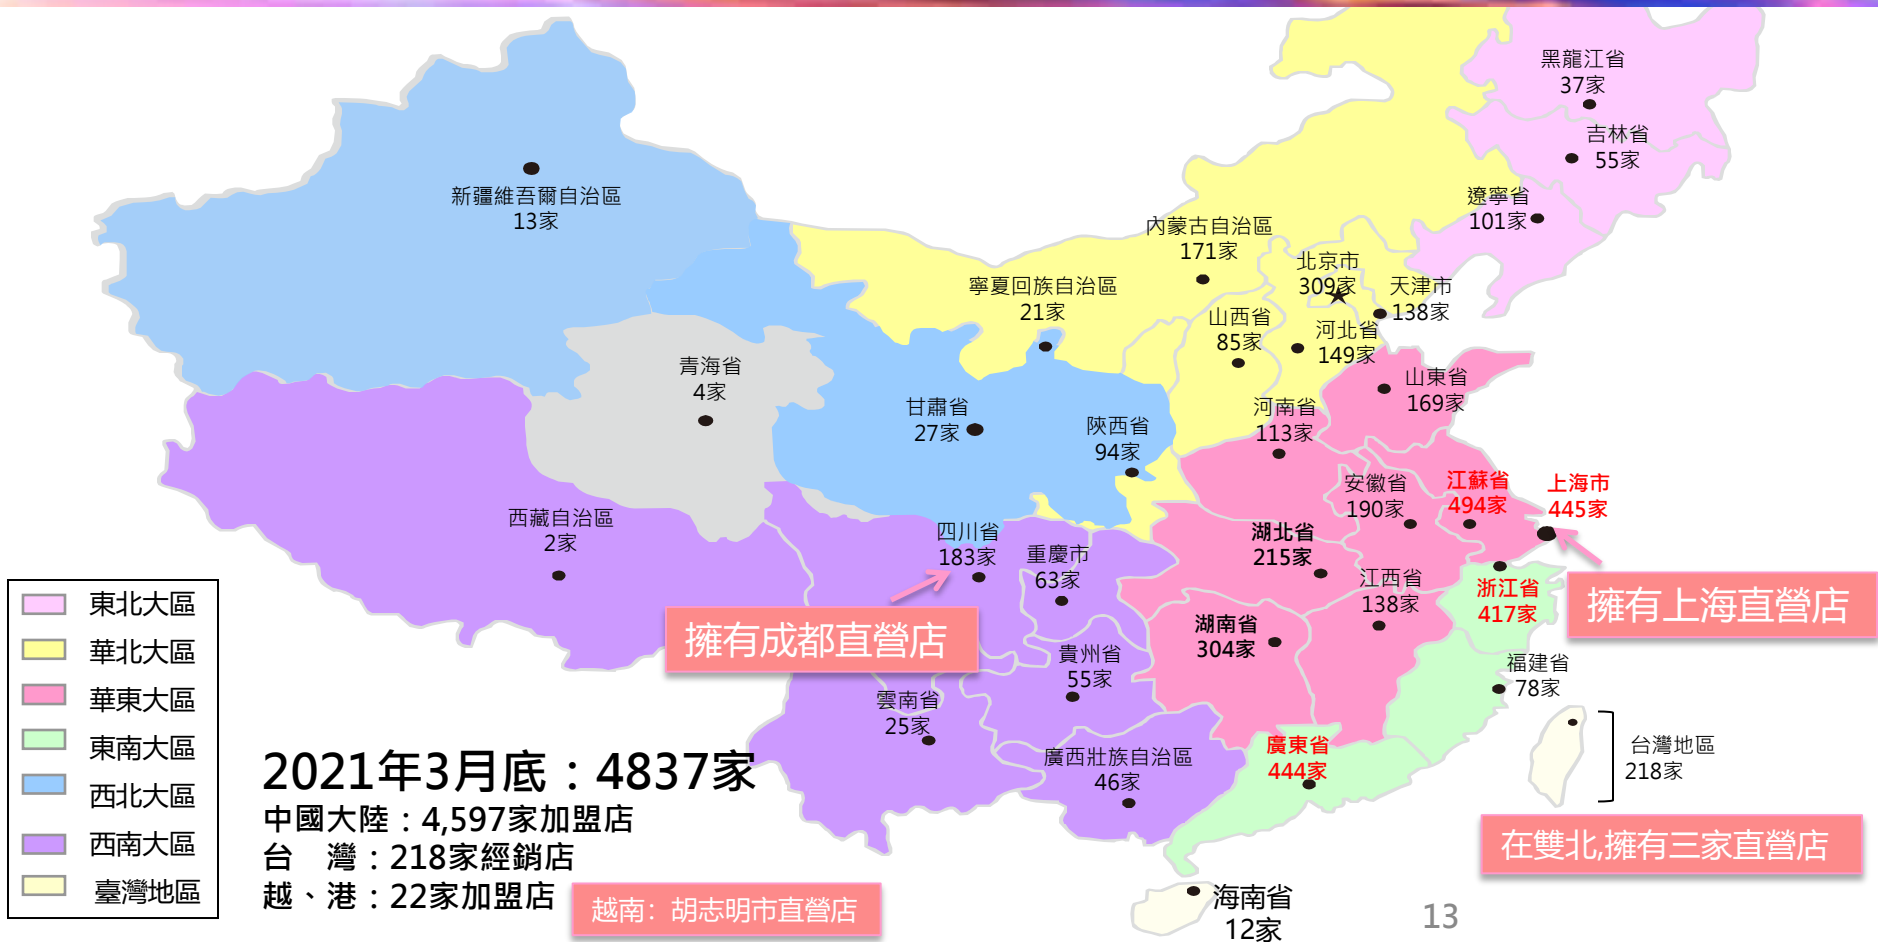 黑龍江省
37家
吉林省
55家
遼寧省
101家
新疆維吾爾自治區
13家
內蒙古自治區
171家
北京市
309家
天津市
138家
寧夏回族自治區
21家
山西省
85家
河北省
149家
青海省
4家
山東省
169家
甘肅省
27家
陝西省
94家
河南省
113家
安徽省
190家
江蘇省
494家
上海市
445家
西藏自治區
2家
四川省
183家
重慶市
63家
湖北省
215家
江西省
138家
浙江省
417家
擁有上海直營店
擁有成都直營店
湖南省
304家
貴州省
55家
福建省
78家
雲南省
25家
廣西壯族自治區
46家
廣東省
444家
台灣地區
218家
在雙北,擁有三家直營店
海南省
12家
東北大區
華北大區
華東大區
東南大區
西北大區
西南大區
臺灣地區
2021年3月底：4837家
中國大陸：4,597家加盟店
台　灣：218家經銷店
越、港：22家加盟店
越南：胡志明市直營店
13